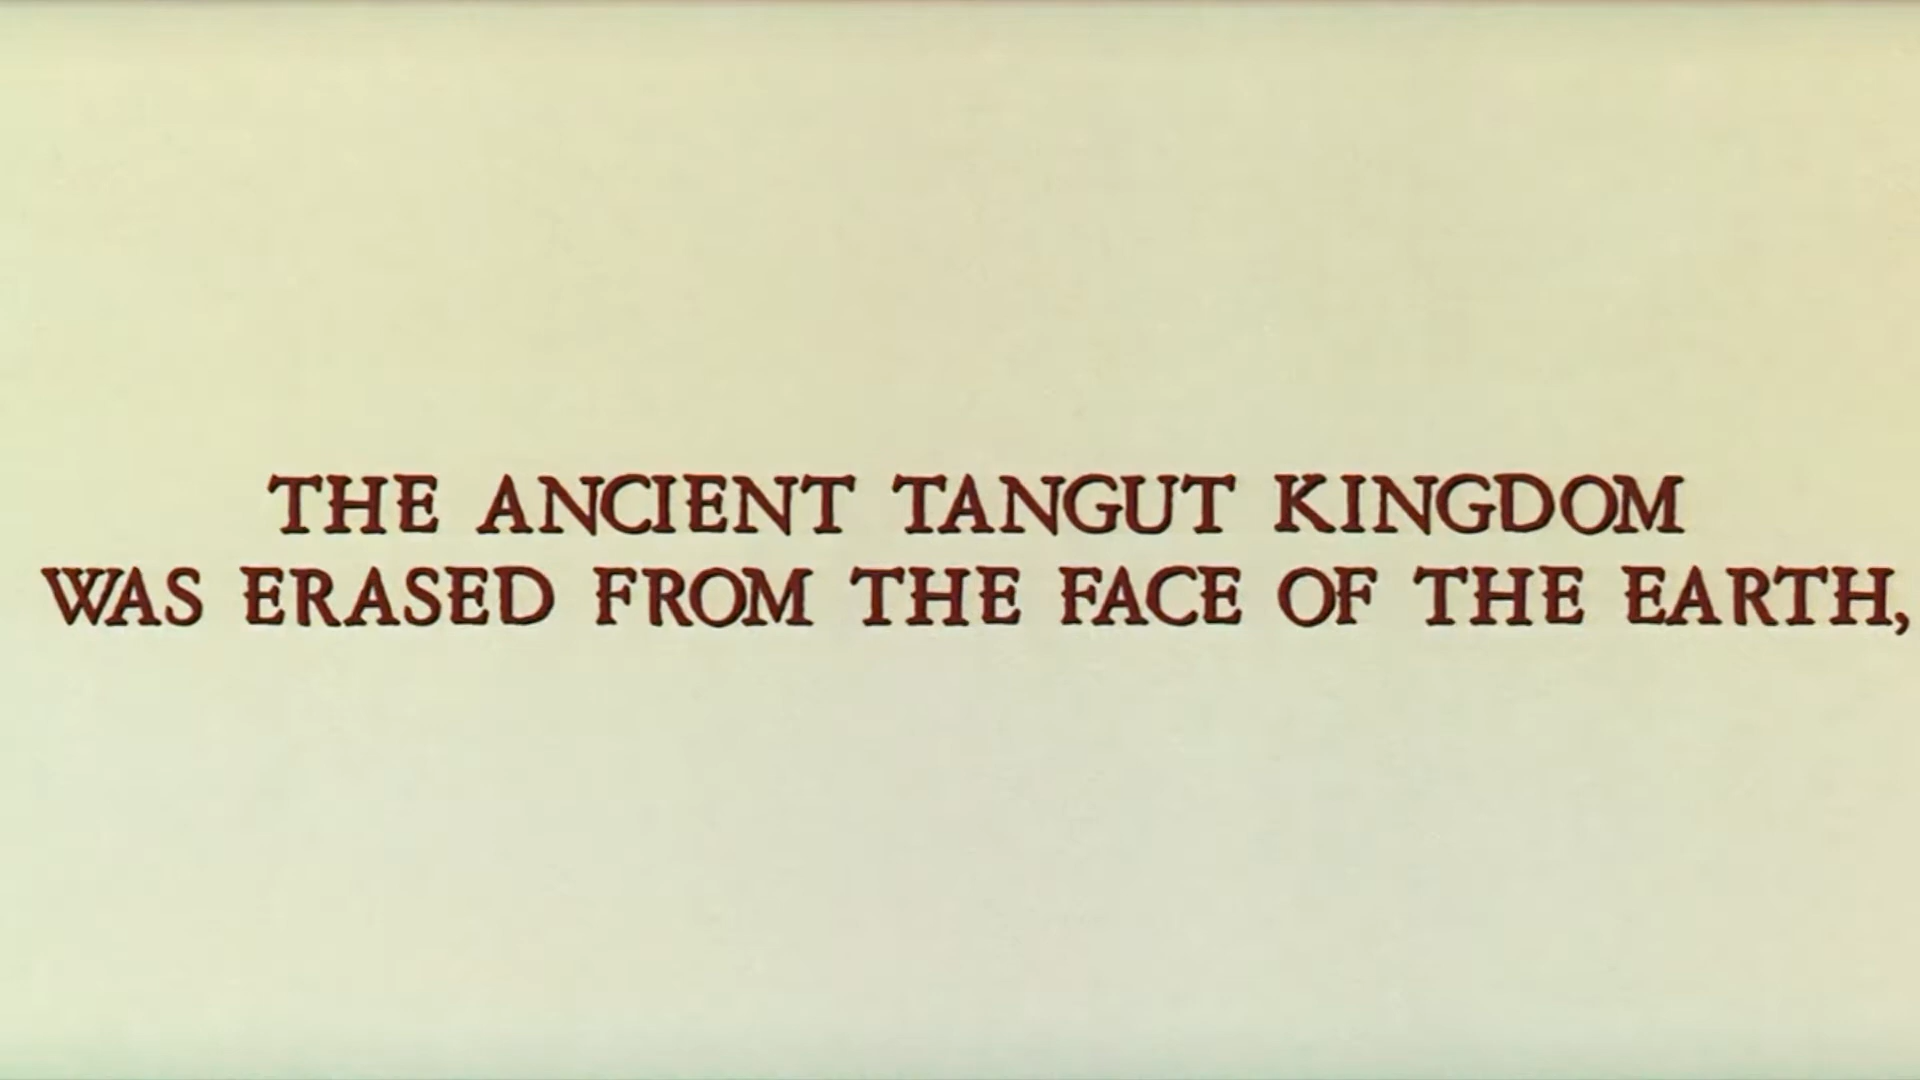 THE ANCIENT TANGUT KINGDOM
WAS ERASED FROM THE FACE OF THE EARTH,